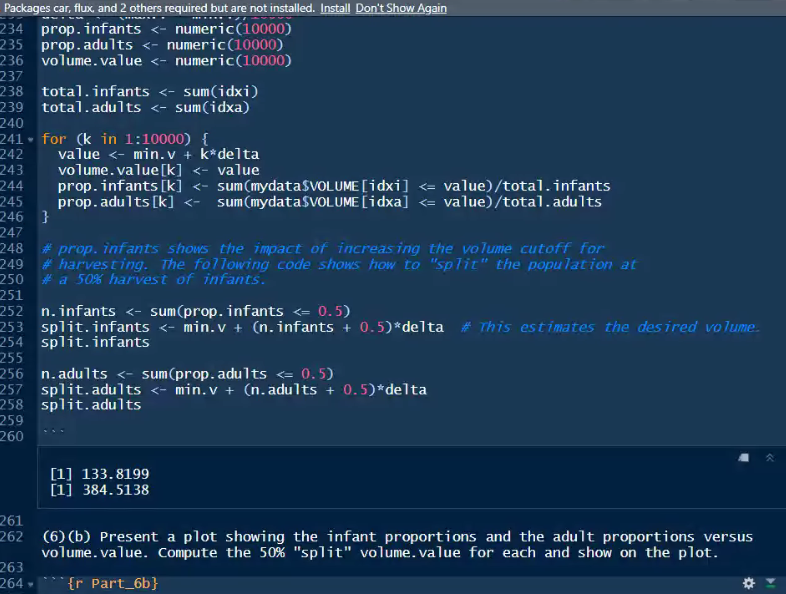 Packages car, flux, and 2 others required but are not installed. Install Don't Show Again
234 prop.infants <- numeric(10000)
235 prop.adults <- numeric(10000)
236 volume.value <- numeric(10000)
237
238 total.infants <- sum(idxi)
239 total.adults <- sum(idxa)
240
241 for (k in 1:10000) {
242 value <- min.v + k*delta
243 volume.value[k] <- value
244 prop.infants[k] <- sum(mydata$VOLUME[idxi] <= value)/total.infants
245 prop.adults[k] <- sum(mydata$VOLUME[idxa] <= value)/total.adults
246 }
247
248 # prop.infants shows the impact of increasing the volume cutoff for
249 # harvesting. The following code shows how to "split" the population at
250 # a 50% harvest of infants.
251
252 n.infants <- sum(prop.infants <= 0.5)
253 split.infants <- min.v + (n.infants + 0.5)*delta # This estimates the desired volume.
254 split.infants
255
256 n.adults <- sum(prop.adults <= 0.5)
257 split.adults <- min.v + (n.adults + 0.5)*delta
258 split.adults
259
260 ```
[1] 133.8199
[1] 384.5138
261
262 (6)(b) Present a plot showing the infant proportions and the adult proportions versus
volume.value. Compute the 50% "split" volume.value for each and show on the plot.
263
264 ```{r Part_6b}